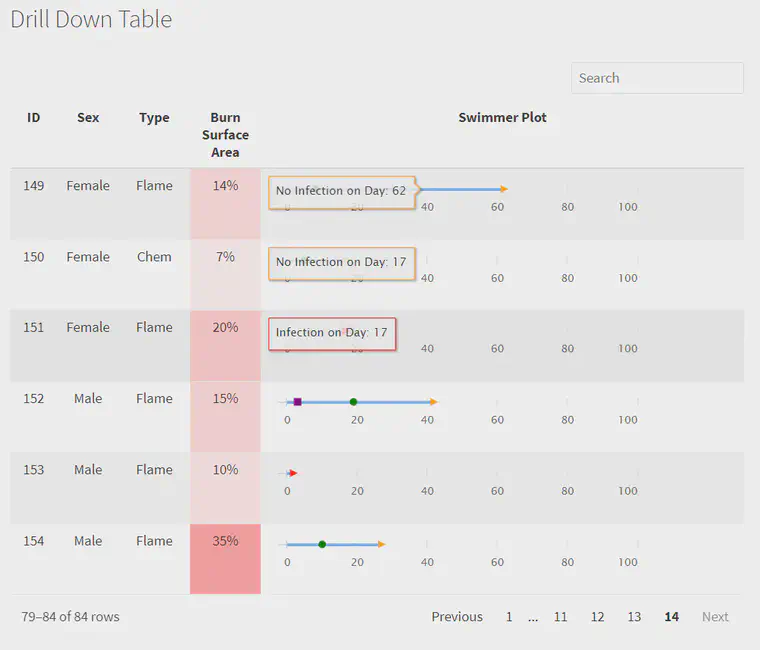 Drill Down Table
Search
ID Sex Type Burn Surface Area Swimmer Plot
149 Female Flame 14% No Infection on Day: 62
0 20 40 60 80 100
150 Female Chem 7% No Infection on Day: 17
0 20 40 60 80 100
151 Female Flame 20% Infection on Day: 17
0 40 60 80 100
152 Male Flame 15%
0 20 40 60 80 100
153 Male Flame 10%
0 20 40 60 80 100
154 Male Flame 35%
0 20 40 60 80 100
79–84 of 84 rows Previous 1 ... 11 12 13 14 Next